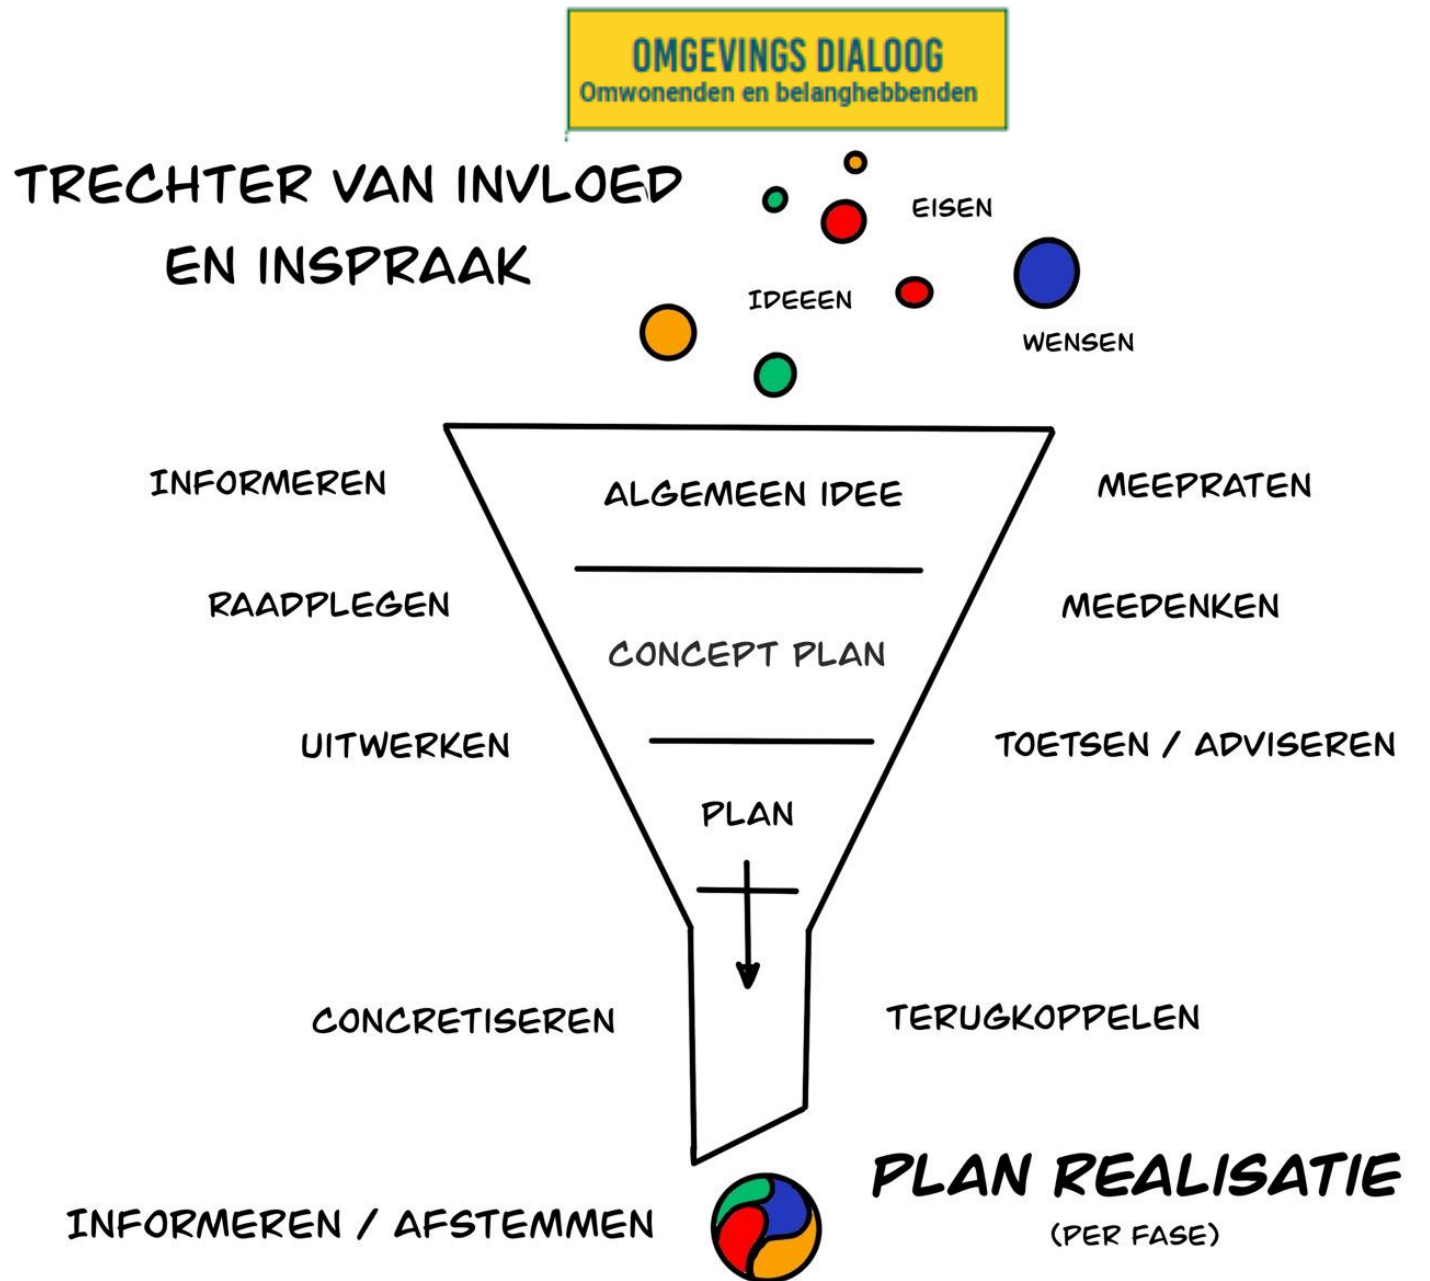 OMGEVINGS DIALOOG
Omwonenden en belanghebbenden
TRECHTER VAN INVLOED
EN INSPRAAK
EISEN
IDEEEN
WENSEN
INFORMEREN
ALGEMEEN IDEE
MEEPRATEN
RAADPLEGEN
MEEDENKEN
CONCEPT PLAN
UITWERKEN
TOETSEN / ADVISEREN
PLAN
CONCRETISEREN
TERUGKOPPELEN
PLAN REALISATIE
(PER FASE)
INFORMEREN / AFSTEMMEN